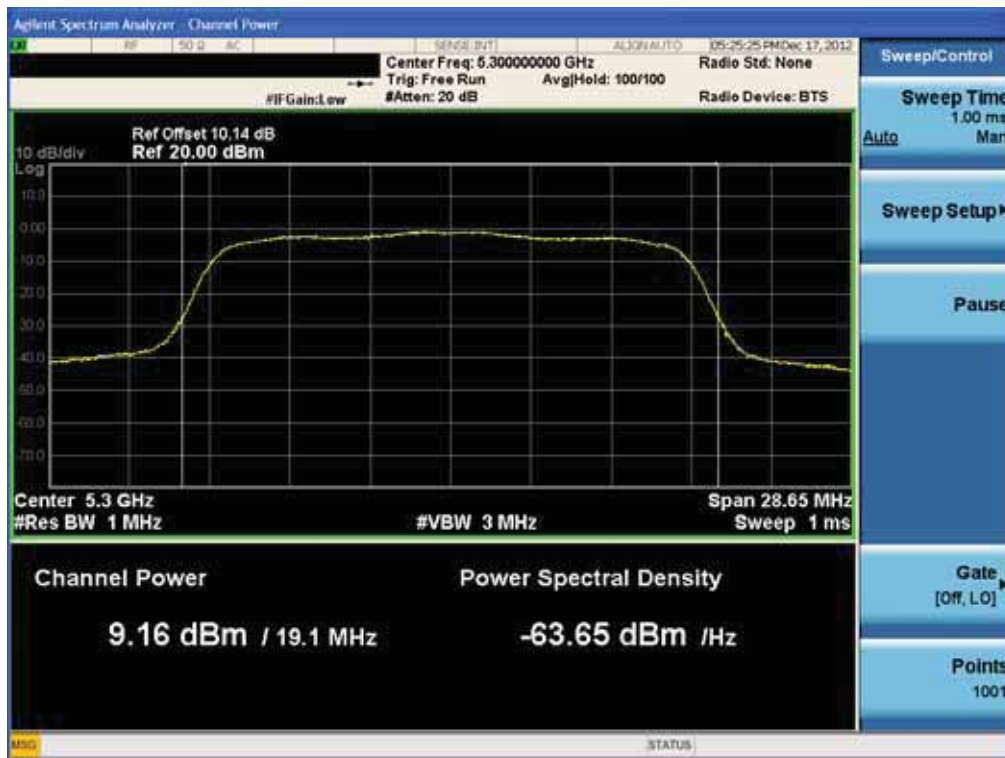 Agilent Spectrum Analyzer - Channel Power
LXI RF 50 Ω AC SENSE:INT ALIGN AUTO 05:25:25 PM Dec 17, 2012
Center Freq: 5.300000000 GHz Radio Std: None
Trig: Free Run Avg|Hold: 100/100
#IFGain:Low #Atten: 20 dB Radio Device: BTS
Ref Offset 10.14 dB
10 dB/div Ref 20.00 dBm
Log
10.0
0.00
-10.0
-20.0
-30.0
-40.0
-50.0
-60.0
-70.0
Center 5.3 GHz Span 28.65 MHz
#Res BW 1 MHz #VBW 3 MHz Sweep 1 ms
Channel Power Power Spectral Density
9.16 dBm / 19.1 MHz -63.65 dBm /Hz
MSG STATUS
Sweep/Control
Sweep Time
1.00 ms
Auto Man
Sweep Setup
Pause
Gate
[Off, LO]
Points
1001